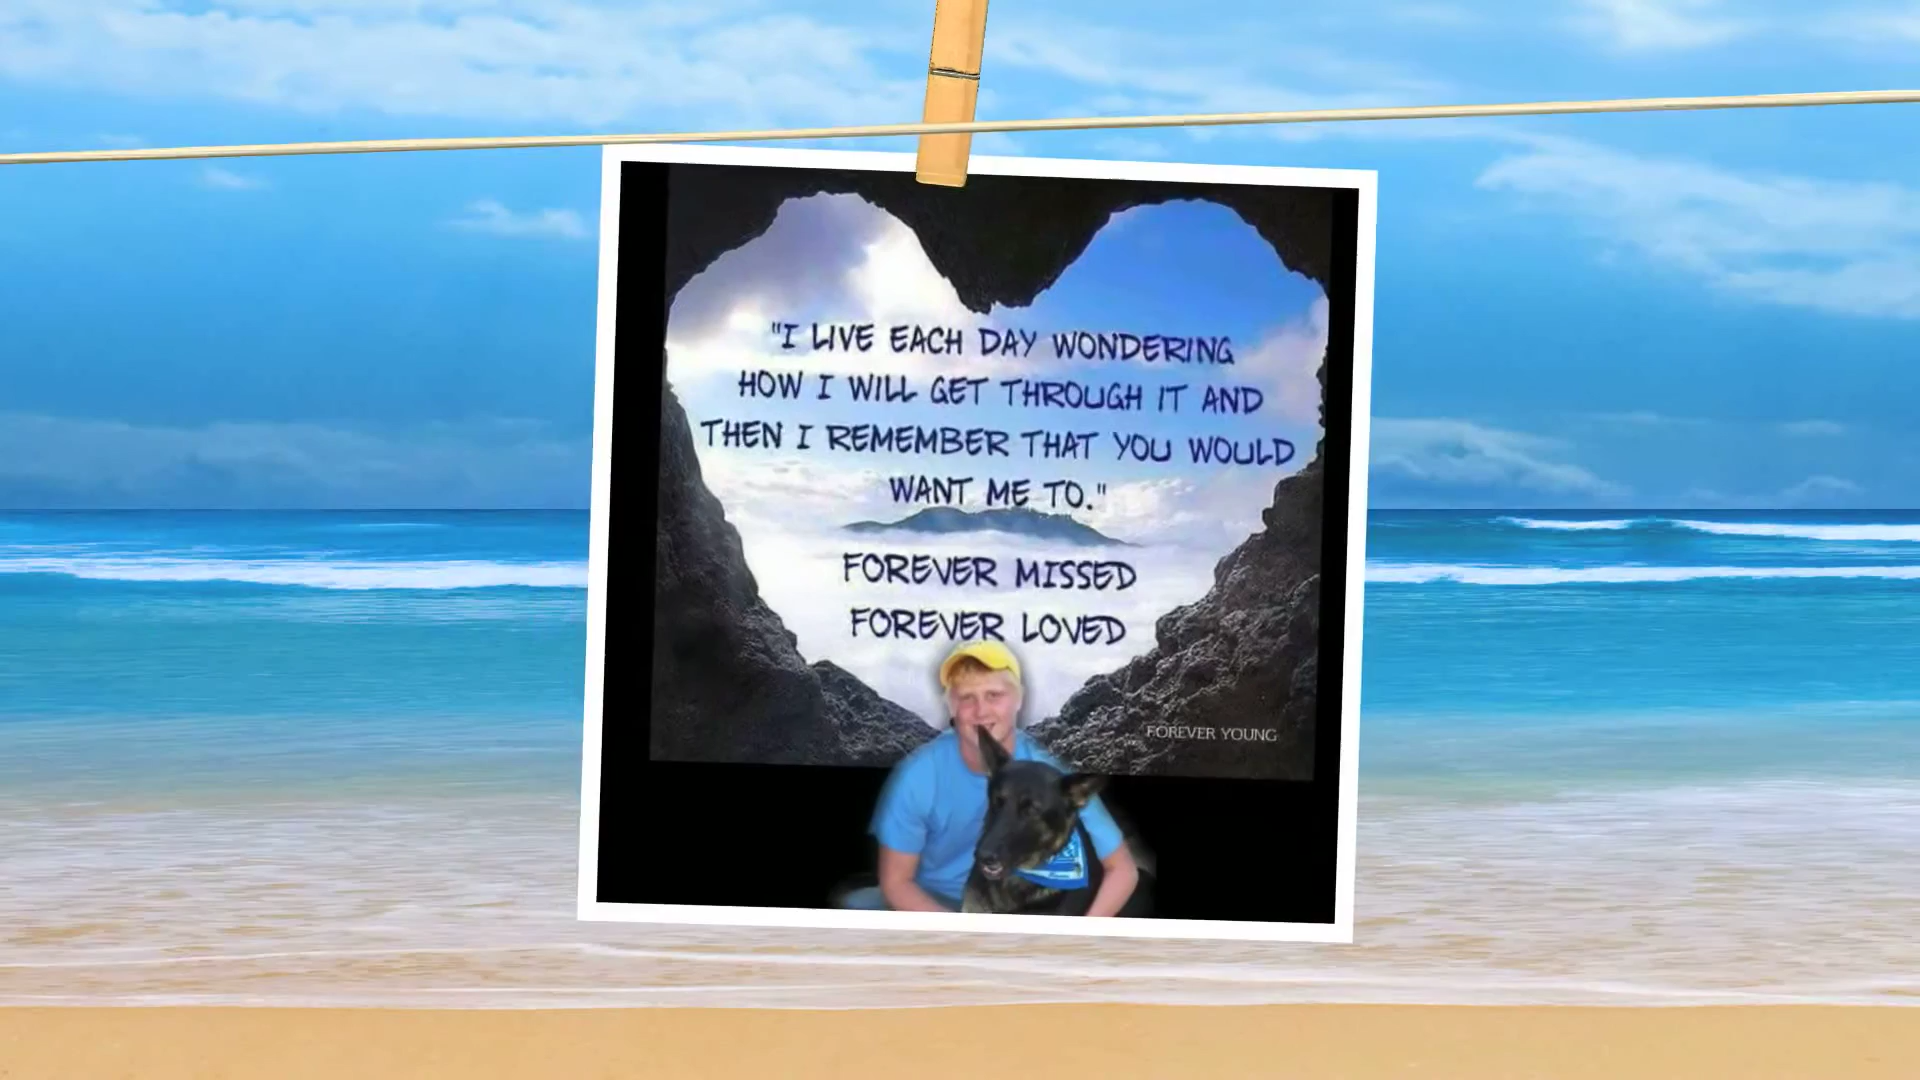 "I LIVE EACH DAY WONDERING
HOW I WILL GET THROUGH IT AND
THEN I REMEMBER THAT YOU WOULD
WANT ME TO."
FOREVER MISSED
FOREVER LOVED
FOREVER YOUNG